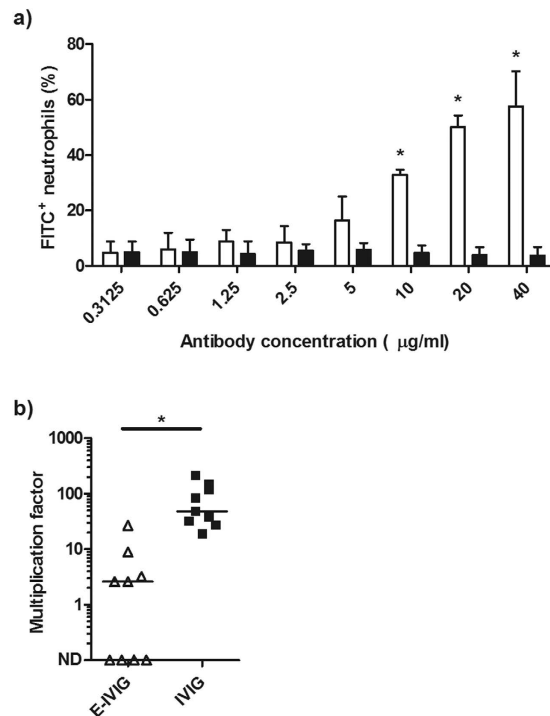 a)
80
60
40
20
0
FITC+ neutrophils (%)
*
*
*
0.3125
0.625
1.25
2.5
5
10
20
40
Antibody concentration ( µg/ml)
b)
*
1000
100
10
1
ND
Multiplication factor
E-IVIG
IVIG